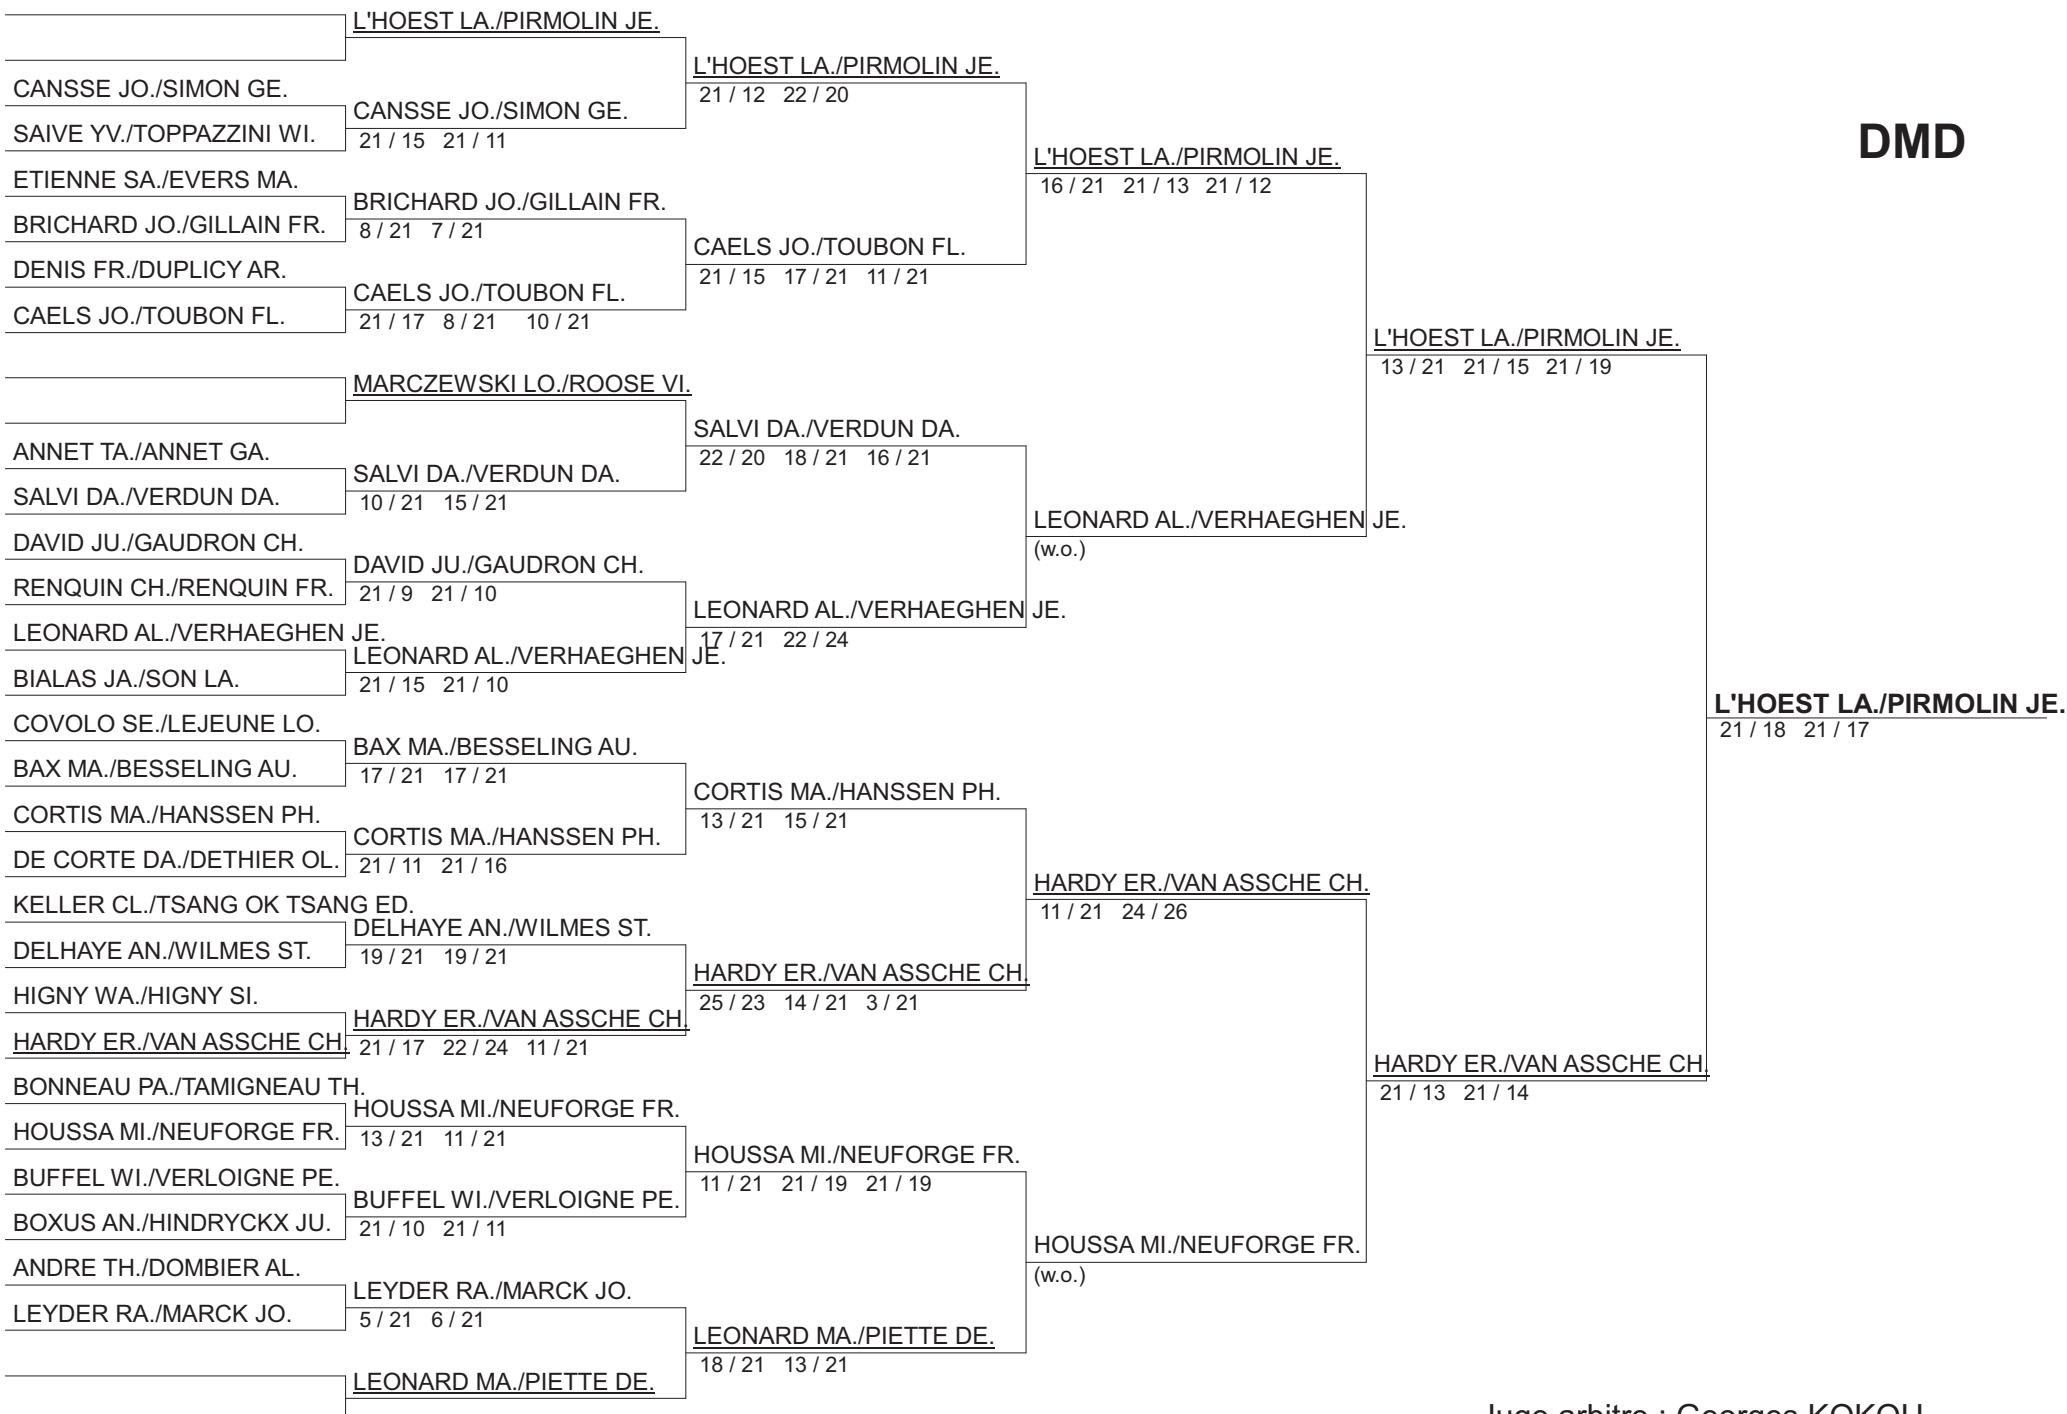 L'HOEST LA./PIRMOLIN JE.
CANSSE JO./SIMON GE.
SAIVE YV./TOPPAZZINI WI.
ETIENNE SA./EVERS MA.
BRICHARD JO./GILLAIN FR.
DENIS FR./DUPLICY AR.
CAELS JO./TOUBON FL.
ANNET TA./ANNET GA.
SALVI DA./VERDUN DA.
DAVID JU./GAUDRON CH.
RENQUIN CH./RENQUIN FR.
LEONARD AL./VERHAEGHEN JE.
BIALAS JA./SON LA.
COVOLO SE./LEJEUNE LO.
BAX MA./BESSELING AU.
CORTIS MA./HANSSEN PH.
DE CORTE DA./DETHIER OL.
KELLER CL./TSANG OK TSANG ED.
DELHAYE AN./WILMES ST.
HIGNY WA./HIGNY SI.
HARDY ER./VAN ASSCHE CH.
BONNEAU PA./TAMIGNEAU TH.
HOUSSA MI./NEUFORGE FR.
BUFFEL WI./VERLOIGNE PE.
BOXUS AN./HINDRYCKX JU.
ANDRE TH./DOMBIER AL.
LEYDER RA./MARCK JO.
CANSSE JO./SIMON GE.
21 / 15 21 / 11
BRICHARD JO./GILLAIN FR.
8 / 21 7 / 21
CAELS JO./TOUBON FL.
21 / 17 8 / 21 10 / 21
MARCZEWSKI LO./ROOSE VI.
SALVI DA./VERDUN DA.
10 / 21 15 / 21
DAVID JU./GAUDRON CH.
21 / 9 21 / 10
LEONARD AL./VERHAEGHEN JE.
21 / 15 21 / 10
BAX MA./BESSELING AU.
17 / 21 17 / 21
CORTIS MA./HANSSEN PH.
21 / 11 21 / 16
DELHAYE AN./WILMES ST.
19 / 21 19 / 21
HARDY ER./VAN ASSCHE CH.
21 / 17 22 / 24 11 / 21
HOUSSA MI./NEUFORGE FR.
13 / 21 11 / 21
BUFFEL WI./VERLOIGNE PE.
21 / 10 21 / 11
LEYDER RA./MARCK JO.
5 / 21 6 / 21
LEONARD MA./PIETTE DE.
L'HOEST LA./PIRMOLIN JE.
21 / 12 22 / 20
CAELS JO./TOUBON FL.
21 / 15 17 / 21 11 / 21
SALVI DA./VERDUN DA.
22 / 20 18 / 21 16 / 21
LEONARD AL./VERHAEGHEN JE.
17 / 21 22 / 24
CORTIS MA./HANSSEN PH.
13 / 21 15 / 21
HARDY ER./VAN ASSCHE CH.
25 / 23 14 / 21 3 / 21
HOUSSA MI./NEUFORGE FR.
11 / 21 21 / 19 21 / 19
LEONARD MA./PIETTE DE.
18 / 21 13 / 21
L'HOEST LA./PIRMOLIN JE.
16 / 21 21 / 13 21 / 12
LEONARD AL./VERHAEGHEN JE.
(w.o.)
HARDY ER./VAN ASSCHE CH.
11 / 21 24 / 26
HOUSSA MI./NEUFORGE FR.
(w.o.)
L'HOEST LA./PIRMOLIN JE.
13 / 21 21 / 15 21 / 19
HARDY ER./VAN ASSCHE CH.
21 / 13 21 / 14
DMD
L'HOEST LA./PIRMOLIN JE.
21 / 18 21 / 17
Juge arbitre : Georges KOKOU